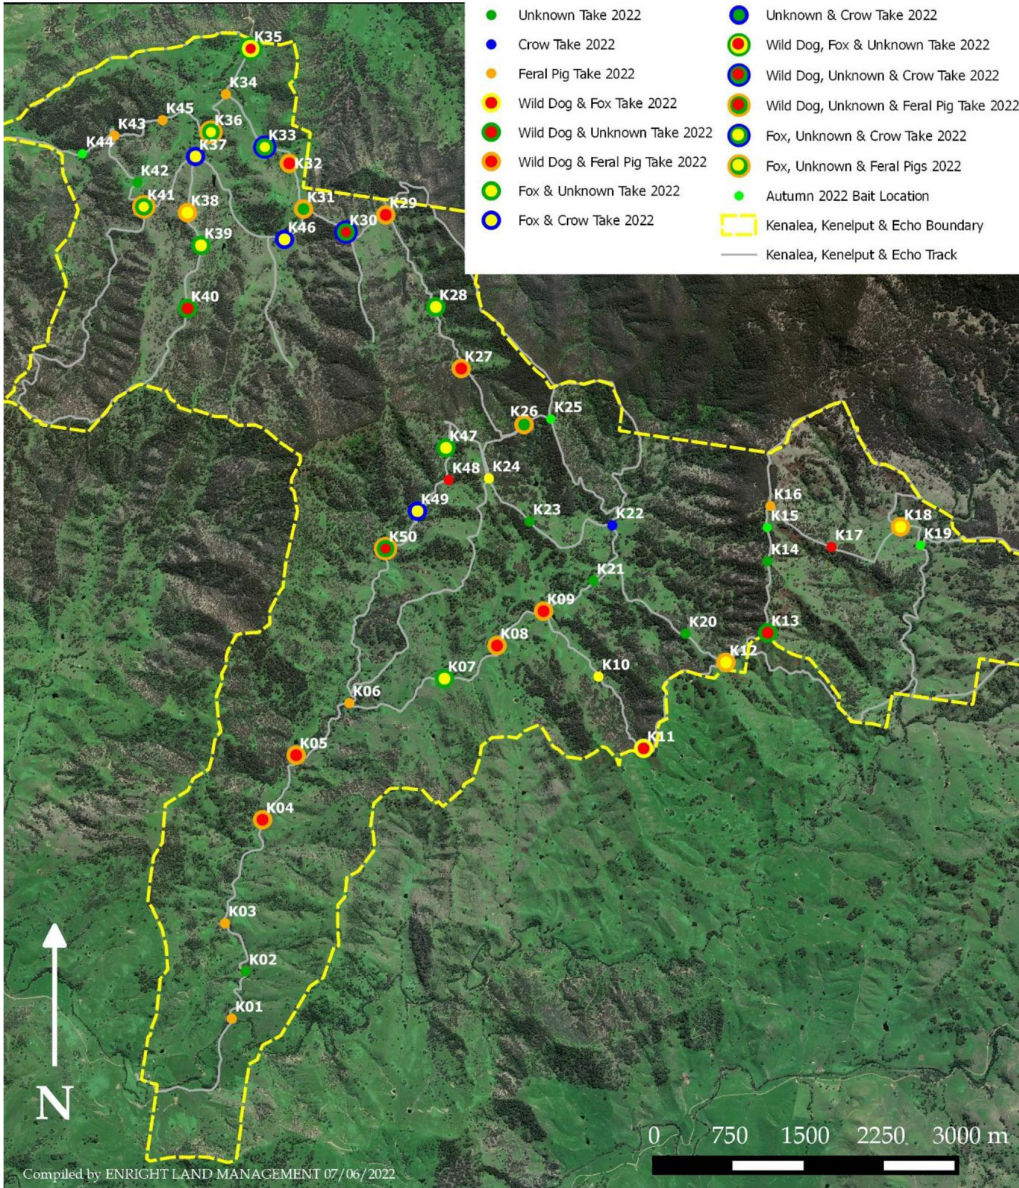 Unknown Take 2022
Crow Take 2022
Feral Pig Take 2022
Wild Dog & Fox Take 2022
Wild Dog & Unknown Take 2022
Wild Dog & Feral Pig Take 2022
Fox & Unknown Take 2022
Fox & Crow Take 2022
Unknown & Crow Take 2022
Wild Dog, Fox & Unknown Take 2022
Wild Dog, Unknown & Crow Take 2022
Wild Dog, Unknown & Feral Pig Take 2022
Fox, Unknown & Crow Take 2022
Fox, Unknown & Feral Pigs 2022
Autumn 2022 Bait Location
Kenalea, Kenelput & Echo Boundary
Kenalea, Kenelput & Echo Track
K35
K34
K45
K43
K36
K33
K44
K37
K32
K42
K41
K38
K31
K29
K46
K30
K39
K40
K28
K27
K26
K25
K47
K24
K48
K16
K49
K23
K22
K15
K18
K50
K17
K19
K14
K21
K09
K20
K13
K08
K12
K07
K10
K06
K11
K05
K04
K03
K02
K01
N
0 750 1500 2250 3000 m
Compiled by ENRIGHT LAND MANAGEMENT 07/06/2022